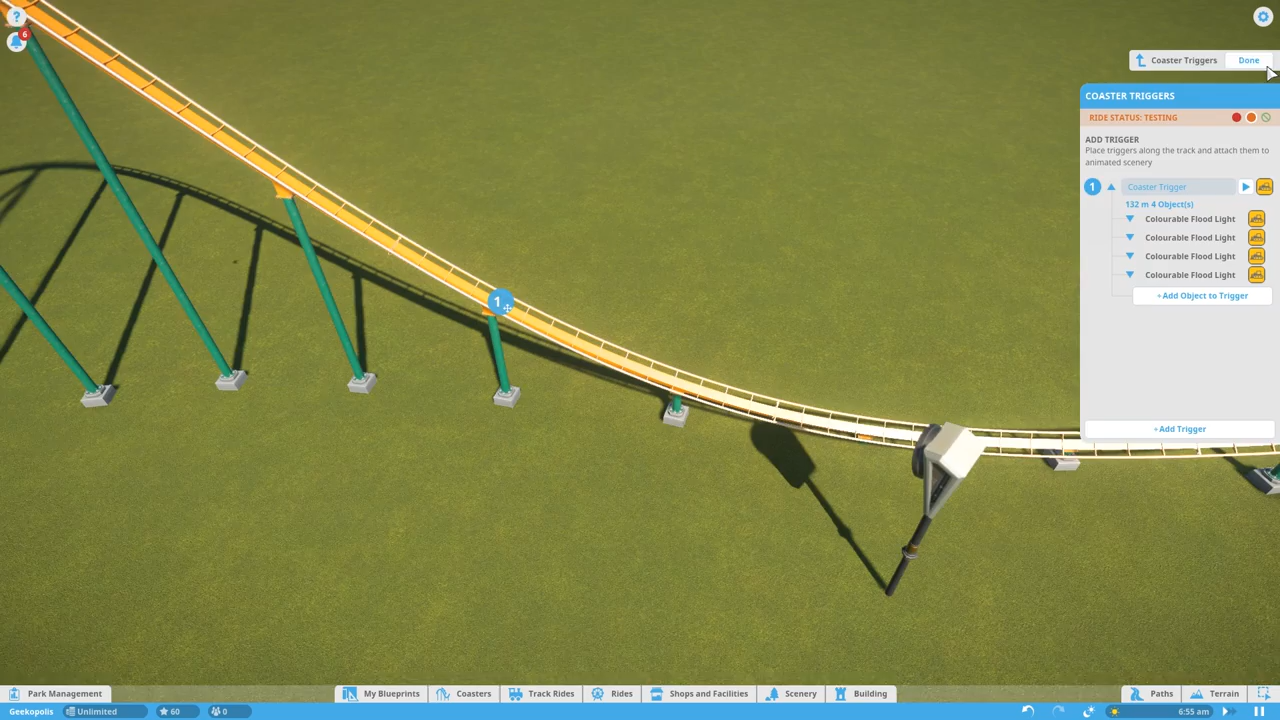 ?
6
Coaster Triggers
Done
COASTER TRIGGERS
RIDE STATUS: TESTING
ADD TRIGGER
Place triggers along the track and attach them to
animated scenery
1
Coaster Trigger
132 m 4 Object(s)
Colourable Flood Light
Colourable Flood Light
Colourable Flood Light
Colourable Flood Light
+Add Object to Trigger
+Add Trigger
1
Park Management
My Blueprints
Coasters
Track Rides
Rides
Shops and Facilities
Scenery
Building
Paths
Terrain
Geekopolis
Unlimited
60
0
6:55 am